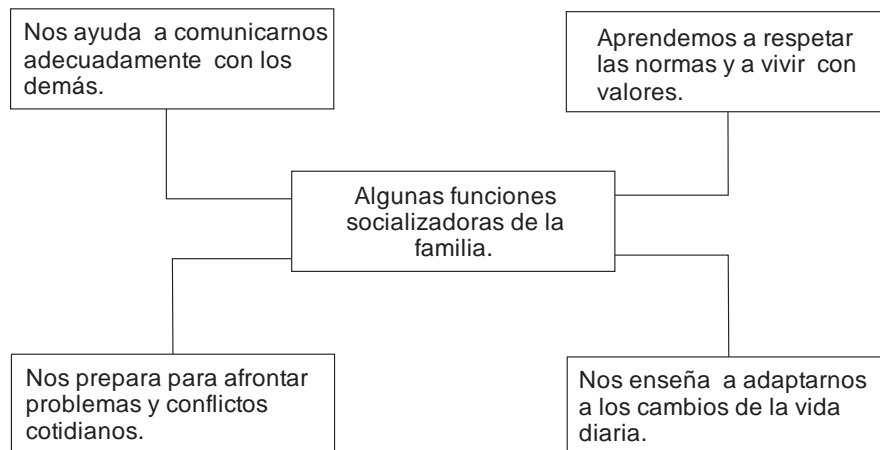 Nos ayuda a comunicarnos
adecuadamente con los
demás.
Aprendemos a respetar
las normas y a vivir con
valores.
Algunas funciones
socializadoras de la
familia.
Nos prepara para afrontar
problemas y conflictos
cotidianos.
Nos enseña a adaptarnos
a los cambios de la vida
diaria.